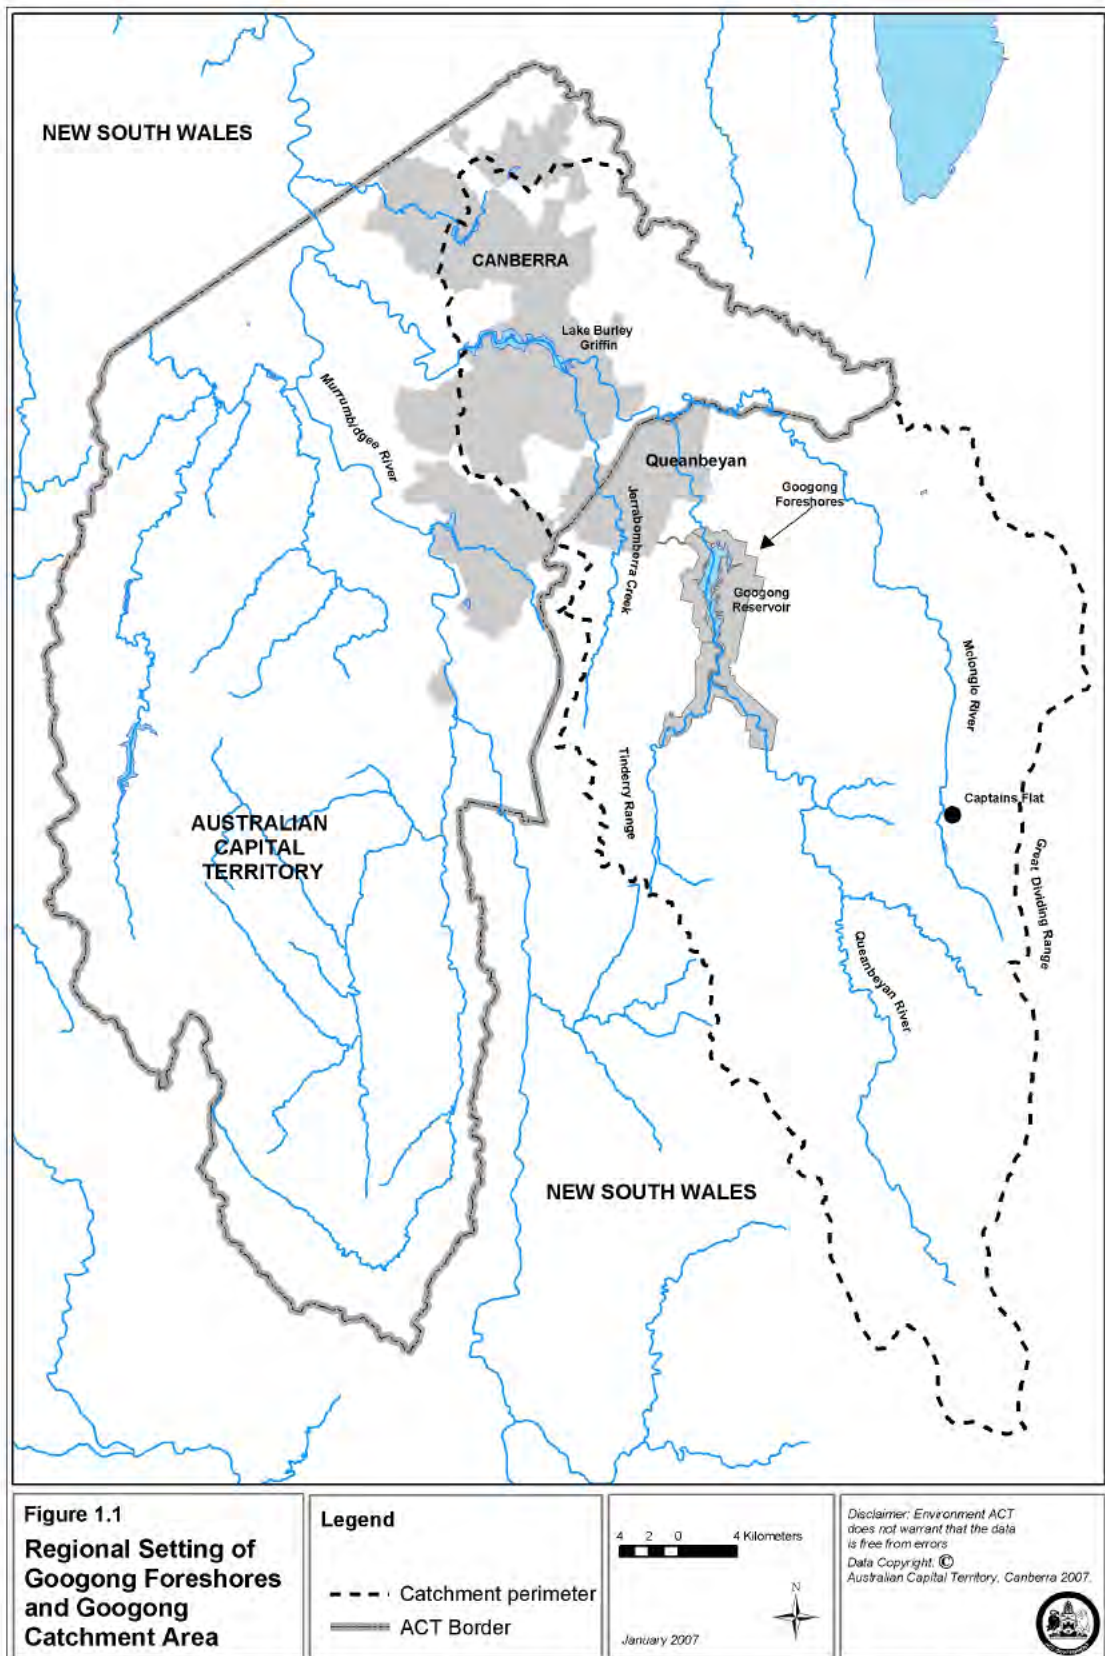 NEW SOUTH WALES
CANBERRA
Lake Burley
Griffin
Murrumbidgee River
Queanbeyan
Googong
Foreshores
Jerrabomberra Creek
Googong
Reservoir
Molonglo River
Tinderry Range
Captains Flat
AUSTRALIAN
CAPITAL
TERRITORY
Great Dividing Range
Queanbeyan River
NEW SOUTH WALES
Figure 1.1
Regional Setting of
Googong Foreshores
and Googong
Catchment Area
Legend
Catchment perimeter
ACT Border
4 2 0 4 Kilometers
N
January 2007
Disclaimer: Environment ACT
does not warrant that the data
is free from errors
Data Copyright. ©
Australian Capital Territory, Canberra 2007.